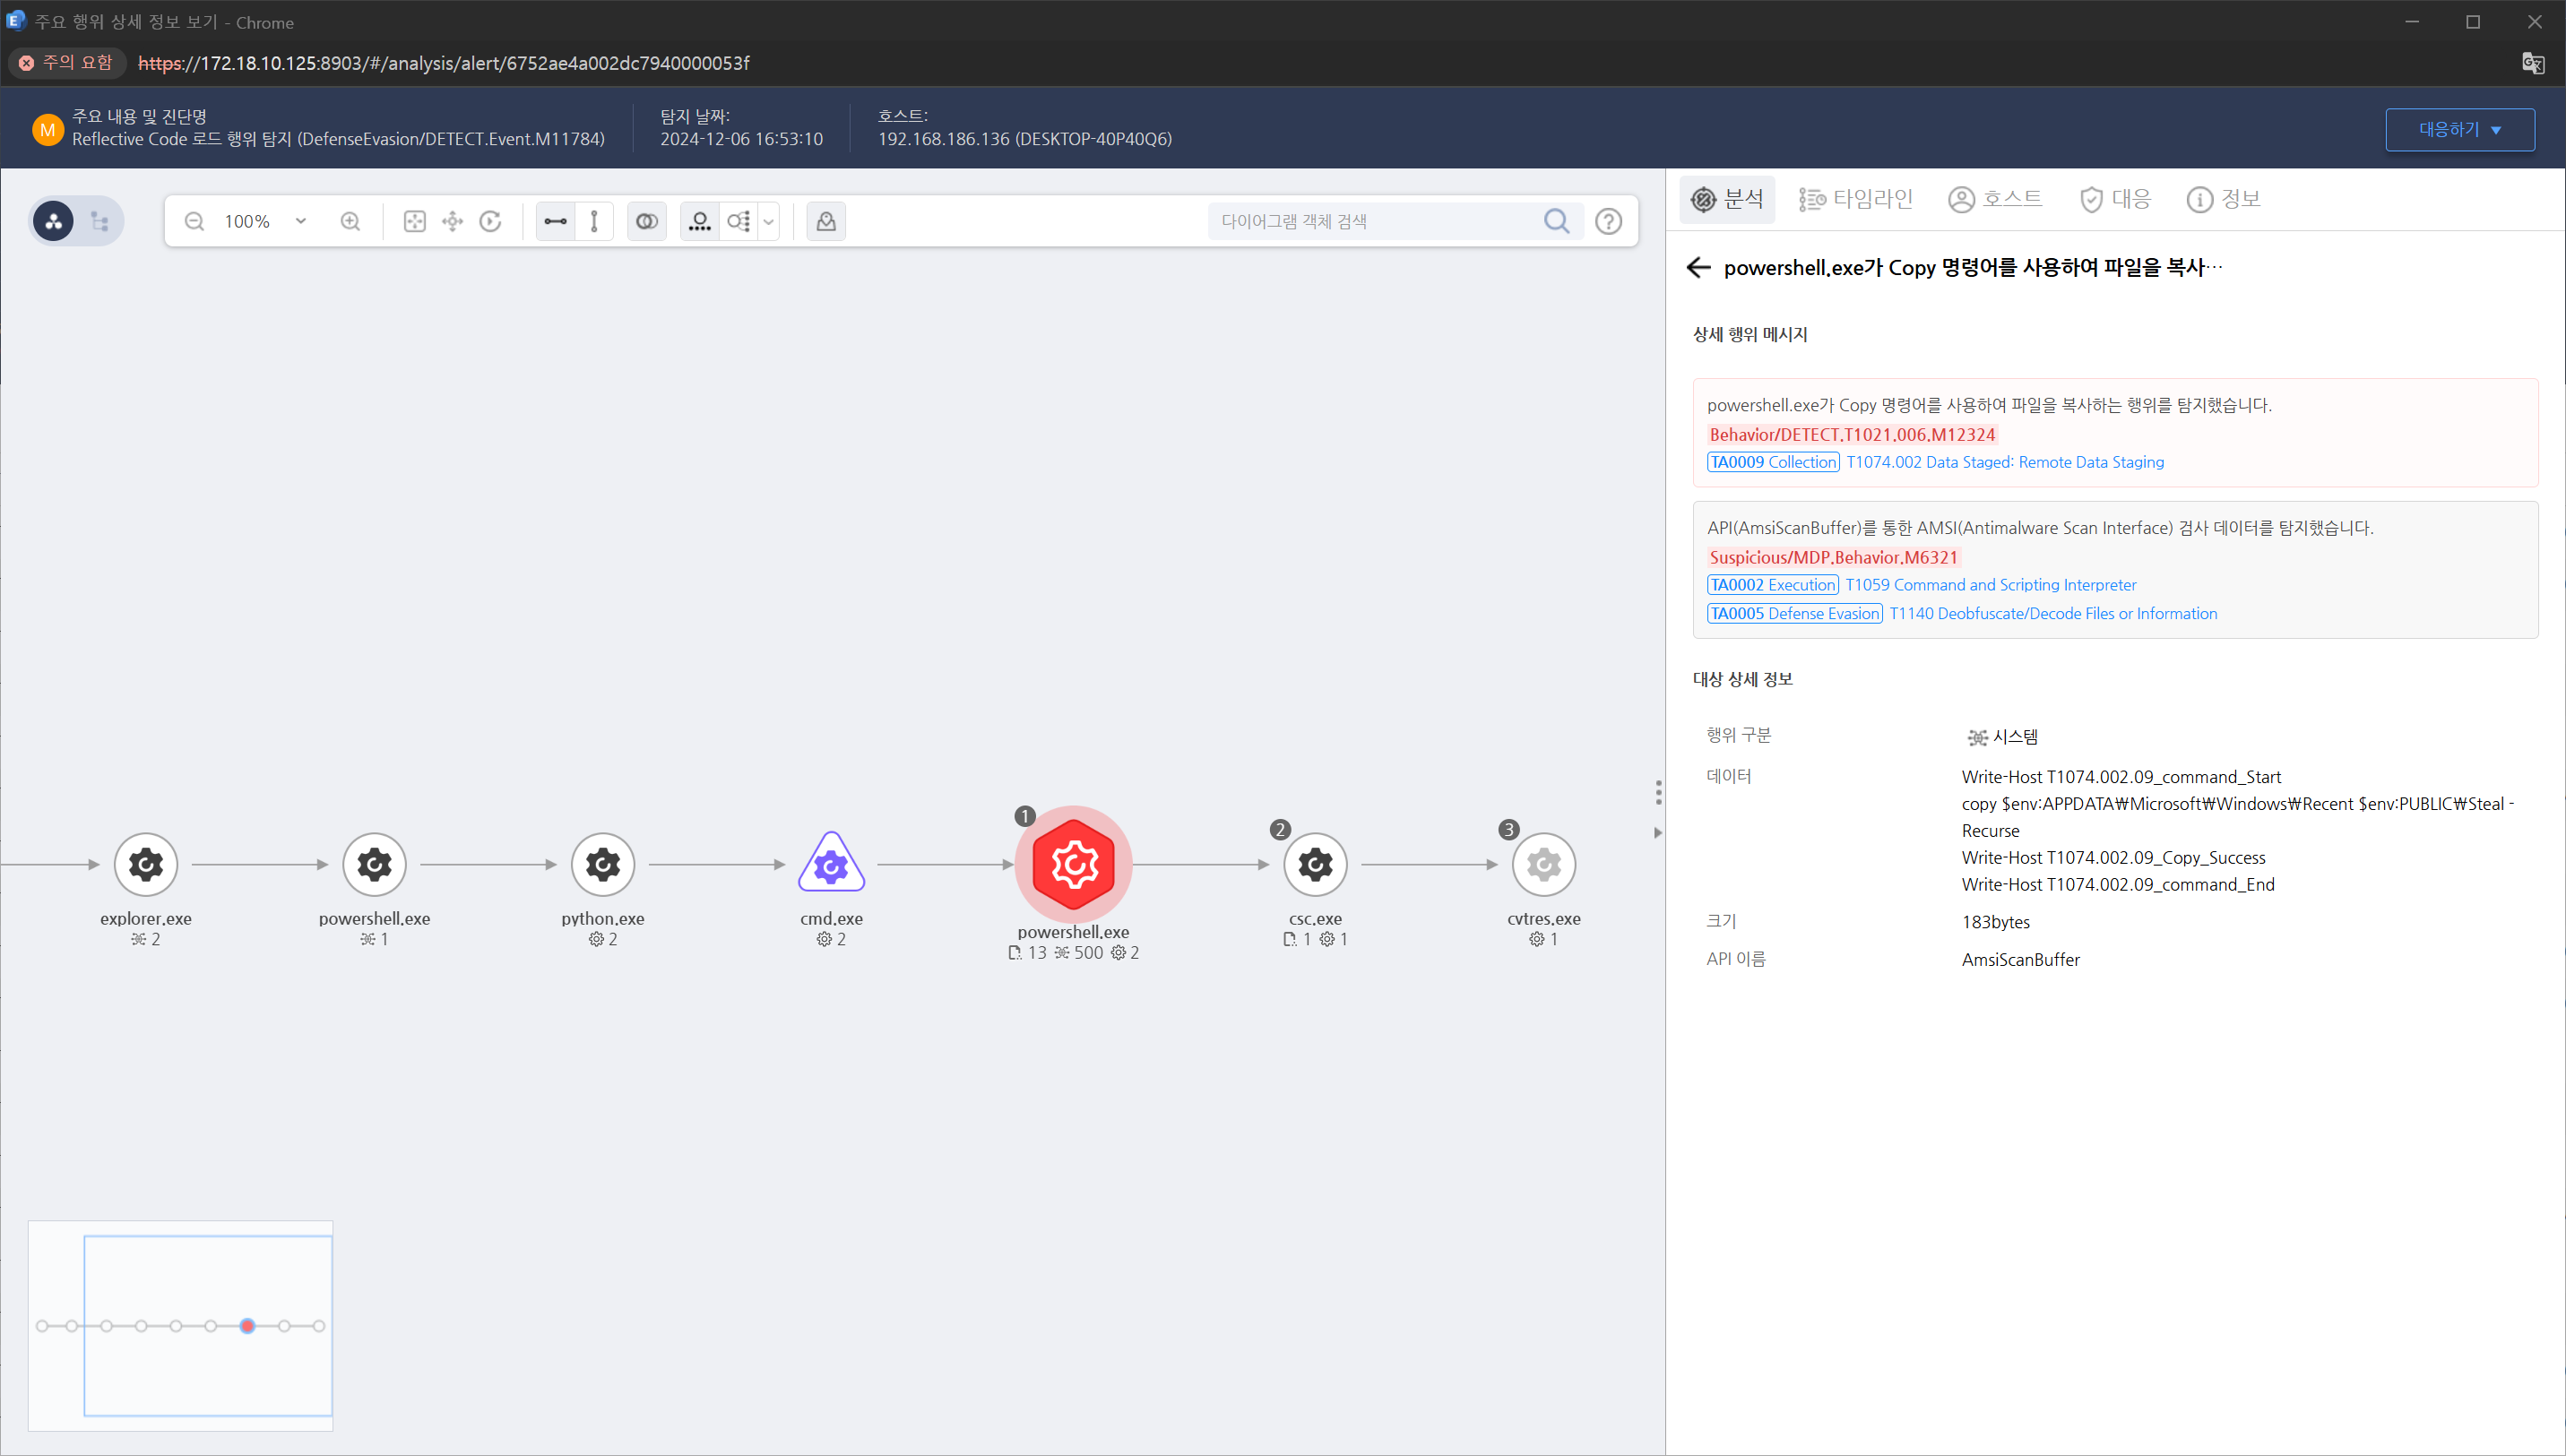 주요 행위 상세 정보 보기 - Chrome
주의 요함
https://172.18.10.125:8903/#/analysis/alert/6752ae4a002dc7940000053f
M
주요 내용 및 진단명
Reflective Code 로드 행위 탐지 (DefenseEvasion/DETECT.Event.M11784)
탐지 날짜:
2024-12-06 16:53:10
호스트:
192.168.186.136 (DESKTOP-40P40Q6)
대응하기
100%
다이어그램 객체 검색
분석
타임라인
호스트
대응
정보
powershell.exe가 Copy 명령어를 사용하여 파일을 복사…
상세 행위 메시지
powershell.exe가 Copy 명령어를 사용하여 파일을 복사하는 행위를 탐지했습니다.
Behavior/DETECT.T1021.006.M12324
TA0009 Collection T1074.002 Data Staged: Remote Data Staging
API(AmsiScanBuffer)를 통한 AMSI(Antimalware Scan Interface) 검사 데이터를 탐지했습니다.
Suspicious/MDP.Behavior.M6321
TA0002 Execution T1059 Command and Scripting Interpreter
TA0005 Defense Evasion T1140 Deobfuscate/Decode Files or Information
대상 상세 정보
행위 구분
시스템
데이터
Write-Host T1074.002.09_command_Start
copy $env:APPDATA₩Microsoft₩Windows₩Recent $env:PUBLIC₩Steal -
Recurse
Write-Host T1074.002.09_Copy_Success
Write-Host T1074.002.09_command_End
크기
183bytes
API 이름
AmsiScanBuffer
explorer.exe
2
powershell.exe
1
python.exe
2
cmd.exe
2
1
powershell.exe
13 500 2
2
csc.exe
1 1
3
cvtres.exe
1